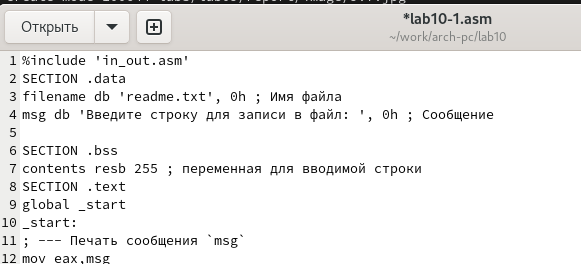 Открыть
*lab10-1.asm
~/work/arch-pc/lab10
1 %include 'in_out.asm'
2 SECTION .data
3 filename db 'readme.txt', 0h ; Имя файла
4 msg db 'Введите строку для записи в файл: ', 0h ; Сообщение
5
6 SECTION .bss
7 contents resb 255 ; переменная для вводимой строки
8 SECTION .text
9 global _start
10 _start:
11 ; --- Печать сообщения `msg`
12 mov eax,msg